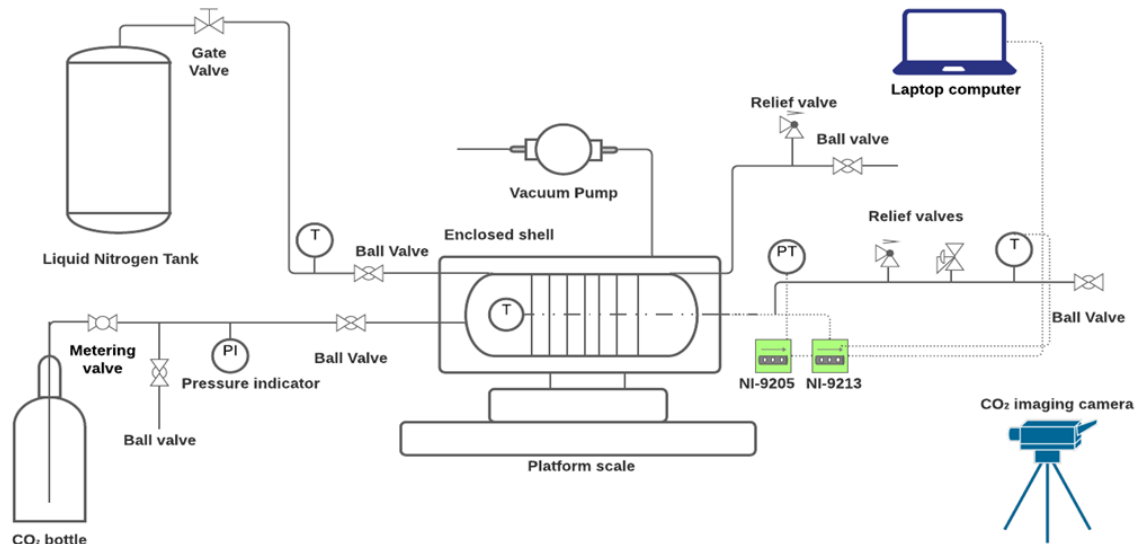 Gate
Valve
Laptop computer
Relief valve
Ball valve
Vacuum Pump
Relief valves
T
Ball Valve
Enclosed shell
PT
T
Liquid Nitrogen Tank
T
Ball Valve
Metering
valve
PI
Ball Valve
Pressure indicator
NI-9205
NI-9213
CO₂ imaging camera
Ball valve
Platform scale
CO₂ bottle